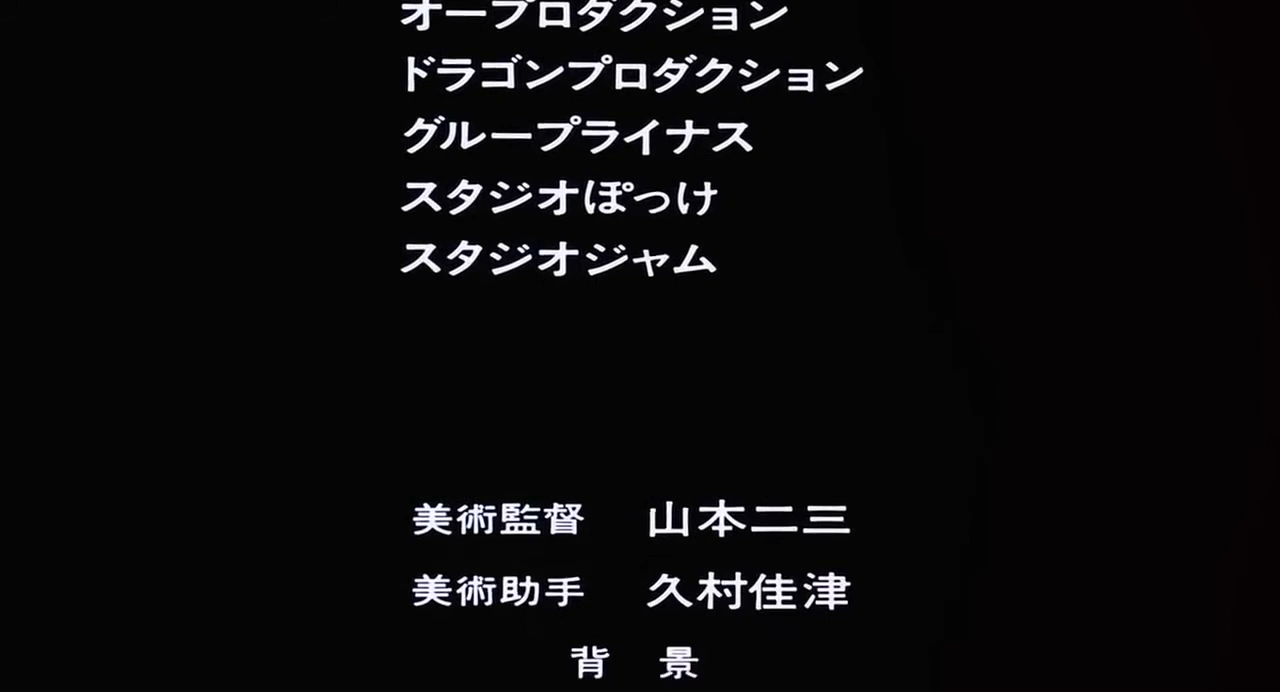 オープロダクション
ドラゴンプロダクション
グループライナス
スタジオぽっけ
スタジオジャム
美術監督 山本二三
美術助手 久村佳津
背 景